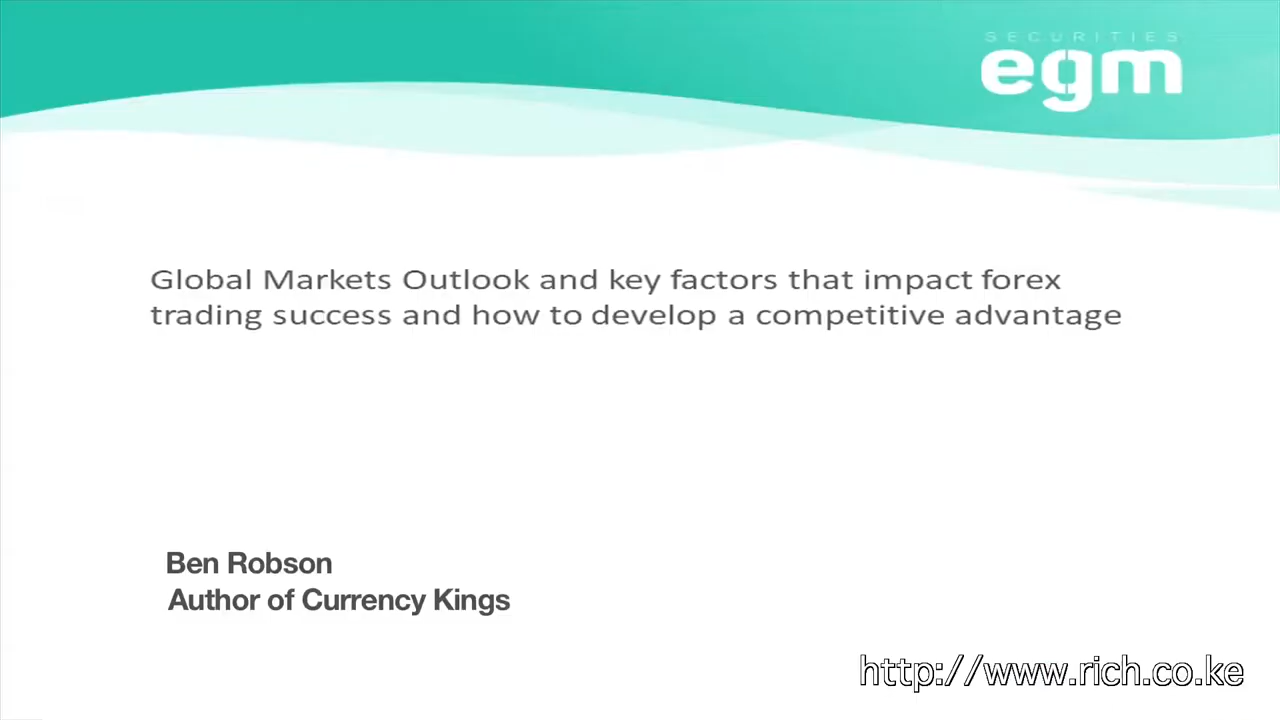 SECURITIES
egm
Global Markets Outlook and key factors that impact forex
trading success and how to develop a competitive advantage
Ben Robson
Author of Currency Kings
http://www.rich.co.ke